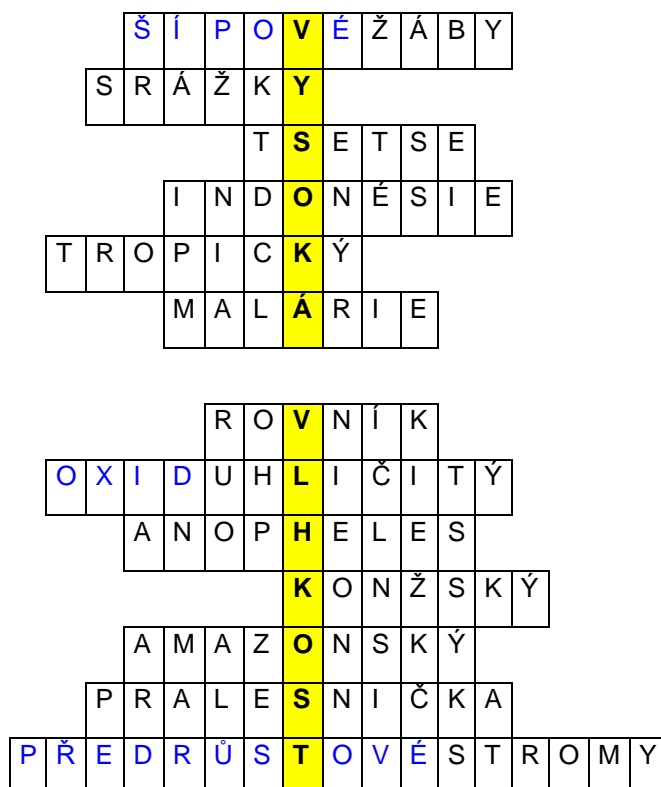 ŠÍPOVÉŽÁBY
SRÁŽKY
TSETSE
INDONÉSIE
TROPICKÝ
MALÁRIE
ROVNÍK
OXIDUHLIČITÝ
ANOPHELES
KONŽSKÝ
AMAZONSKÝ
PRALESNIČKA
PŘEDRŮSTOVÉSTROMY